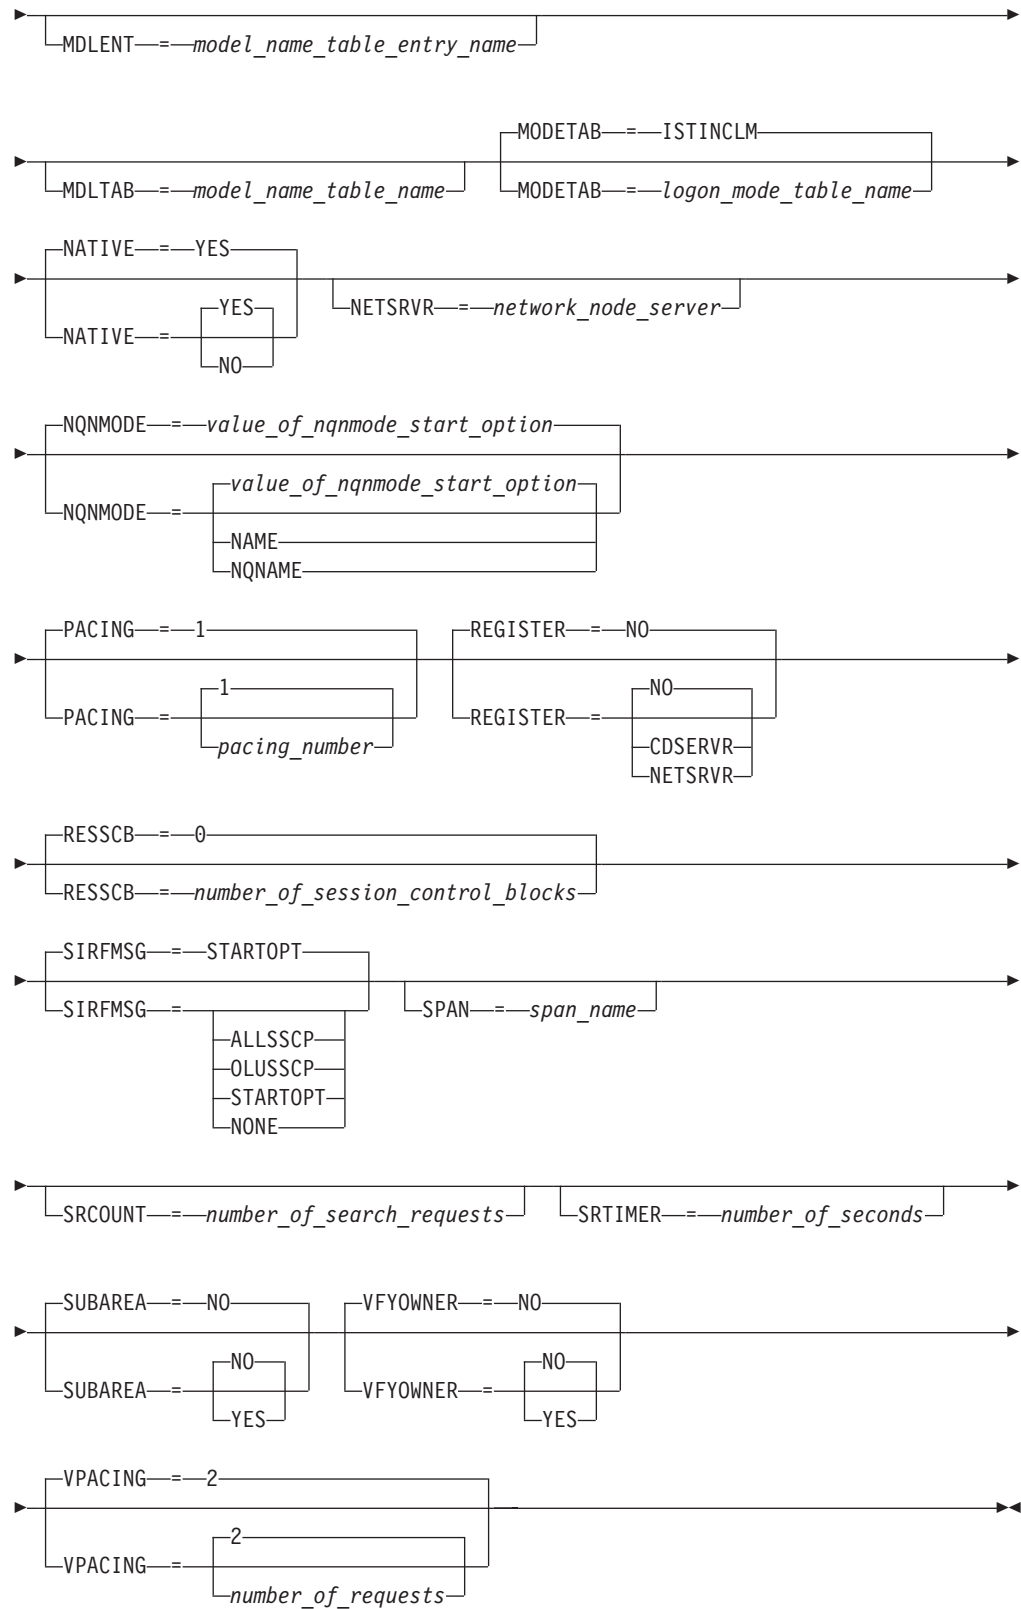 MDLENT = model_name_table_entry_name
MODETAB = ISTINCLM
MDLTAB = model_name_table_name MODETAB = logon_mode_table_name
NATIVE = YES
YES NETSRVR = network_node_server
NATIVE =
NO
NQNMODE = value_of_nqnmode_start_option
value_of_nqnmode_start_option
NQNMODE =
NAME
NQNAME
PACING = 1 REGISTER = NO
1 NO
PACING = REGISTER =
pacing_number CDSERVR
NETSRVR
RESSCB = 0
RESSCB = number_of_session_control_blocks
SIRFMSG = STARTOPT
SIRFMSG = SPAN = span_name
ALLSSCP
OLUSSCP
STARTOPT
NONE
SRCOUNT = number_of_search_requests SRTIMER = number_of_seconds
SUBAREA = NO VFYOWNER = NO
NO NO
SUBAREA = VFYOWNER =
YES YES
VPACING = 2
2
VPACING =
number_of_requests